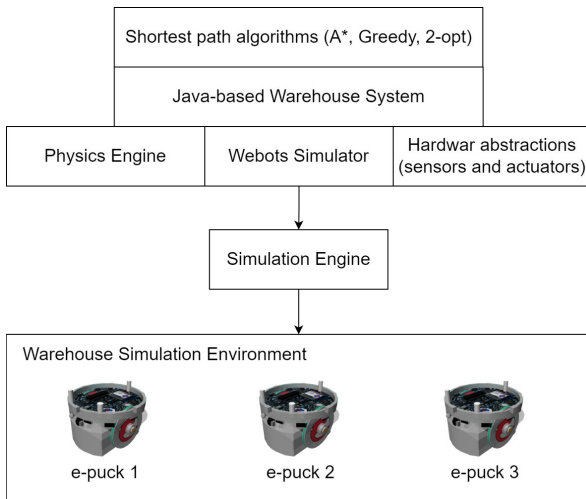 Shortest path algorithms (A*, Greedy, 2-opt)
Java-based Warehouse System
Physics Engine
Webots Simulator
Hardwar abstractions
(sensors and actuators)
Simulation Engine
Warehouse Simulation Environment
e-puck 1
e-puck 2
e-puck 3